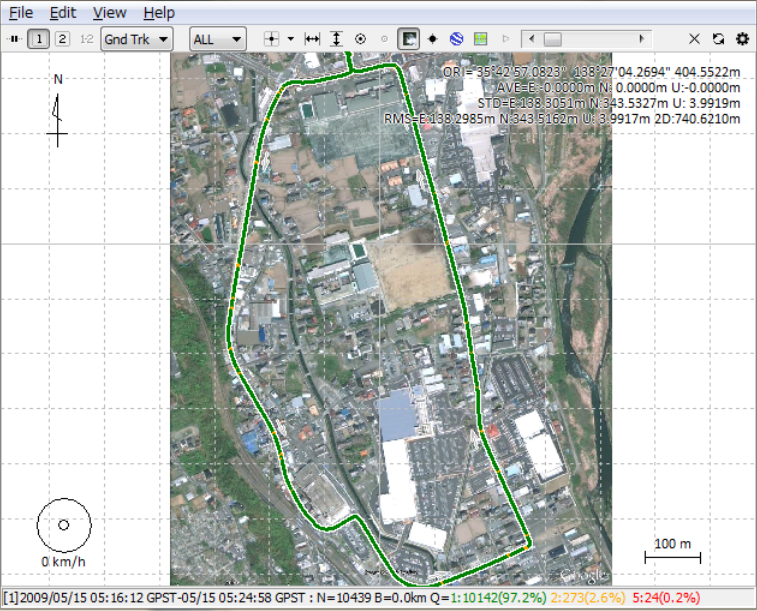 File Edit View Help
1 2 1-2 Gnd Trk ALL
ORI= 35°42'57.0823" 138°27'04.2694" 404.5522m
AVE=E:-0.0000m N: 0.0000m U:-0.0000m
STD=E:138.3051m N:343.5327m U: 3.9919m
RMS=E:138.2985m N:343.5162m U: 3.9917m 2D:740.6210m
N
0 km/h
100 m
Google
[1]2009/05/15 05:16:12 GPST-05/15 05:24:58 GPST : N=10439 B=0.0km Q=1:10142(97.2%) 2:273(2.6%) 5:24(0.2%)